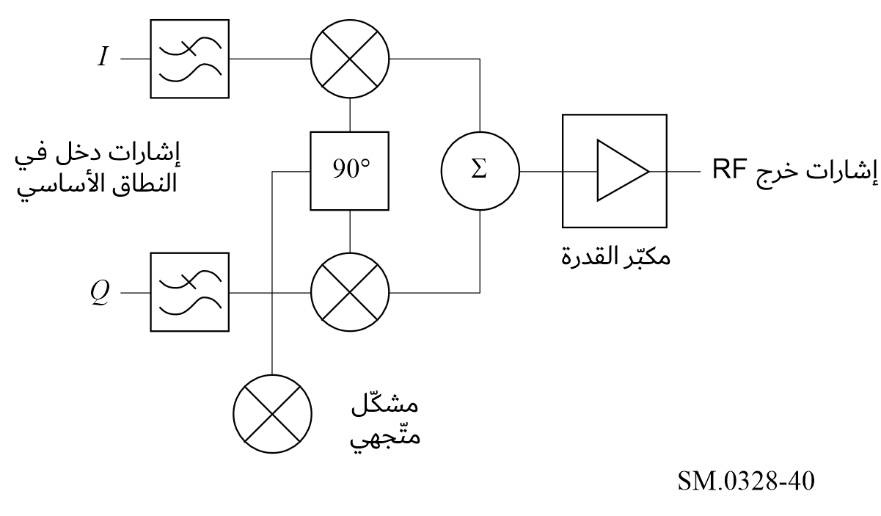 I
إشارات دخل في
النطاق الأساسي
90°
Σ
إشارات خرج RF
مكبّر القدرة
Q
مشكّل
متّجهي
SM.0328-40